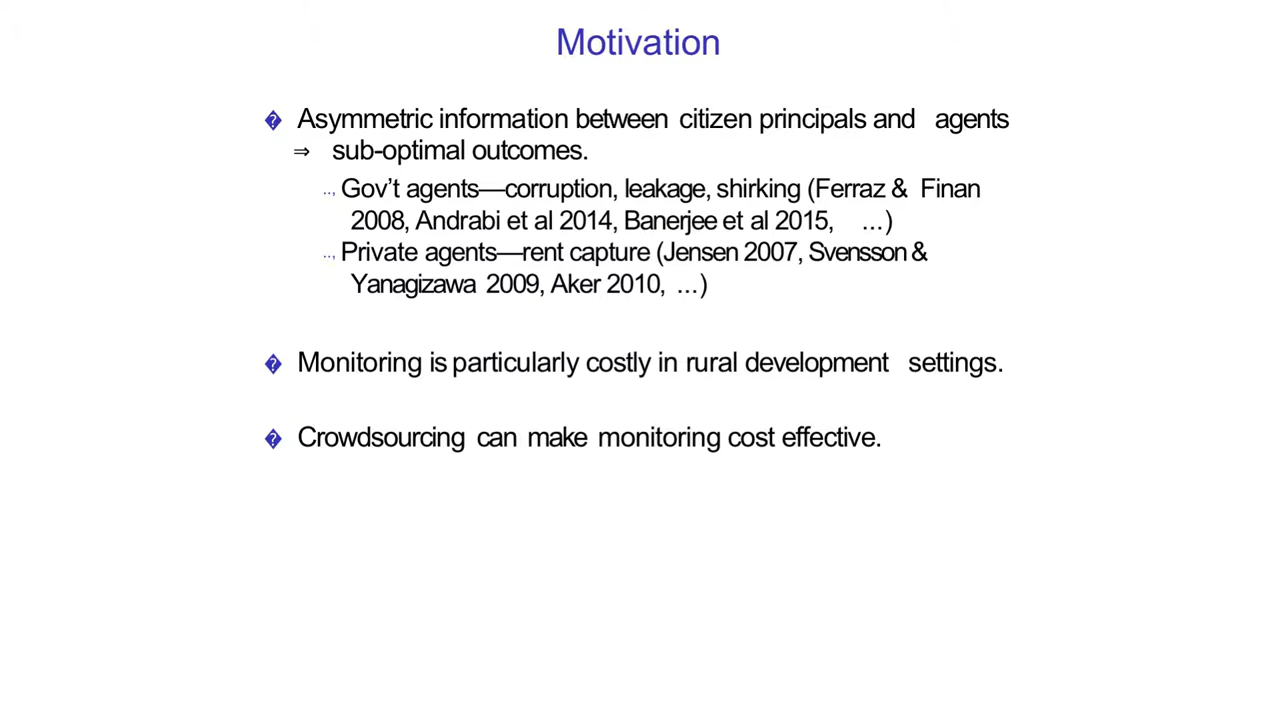 Motivation
� Asymmetric information between citizen principals and agents
⇒ sub-optimal outcomes.
.., Gov’t agents—corruption, leakage, shirking (Ferraz & Finan
2008, Andrabi et al 2014, Banerjee et al 2015, ...)
.., Private agents—rent capture (Jensen 2007, Svensson &
Yanagizawa 2009, Aker 2010, ...)
� Monitoring is particularly costly in rural development settings.
� Crowdsourcing can make monitoring cost effective.